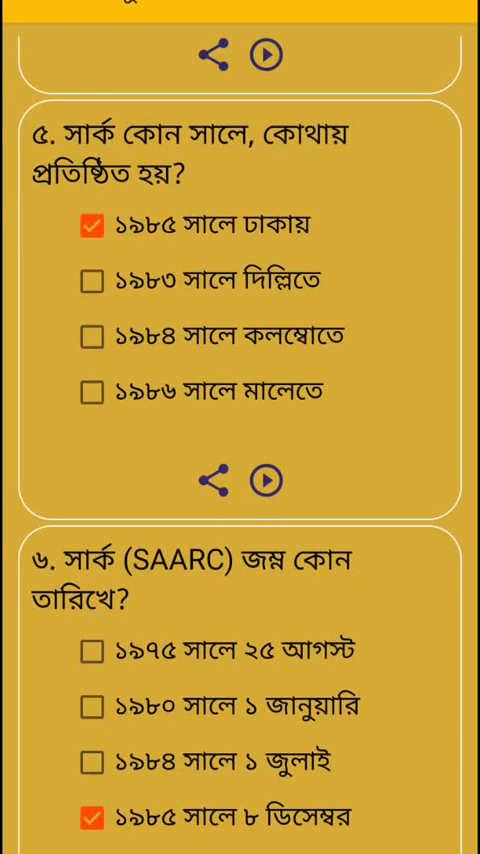 ৫. সার্ক কোন সালে, কোথায়
প্রতিষ্ঠিত হয়?
১৯৮৫ সালে ঢাকায়
১৯৮৩ সালে দিল্লিতে
১৯৮৪ সালে কলম্বোতে
১৯৮৬ সালে মালেতে
৬. সার্ক (SAARC) জন্ম কোন
তারিখে?
১৯৭৫ সালে ২৫ আগস্ট
১৯৮০ সালে ১ জানুয়ারি
১৯৮৪ সালে ১ জুলাই
১৯৮৫ সালে ৮ ডিসেম্বর